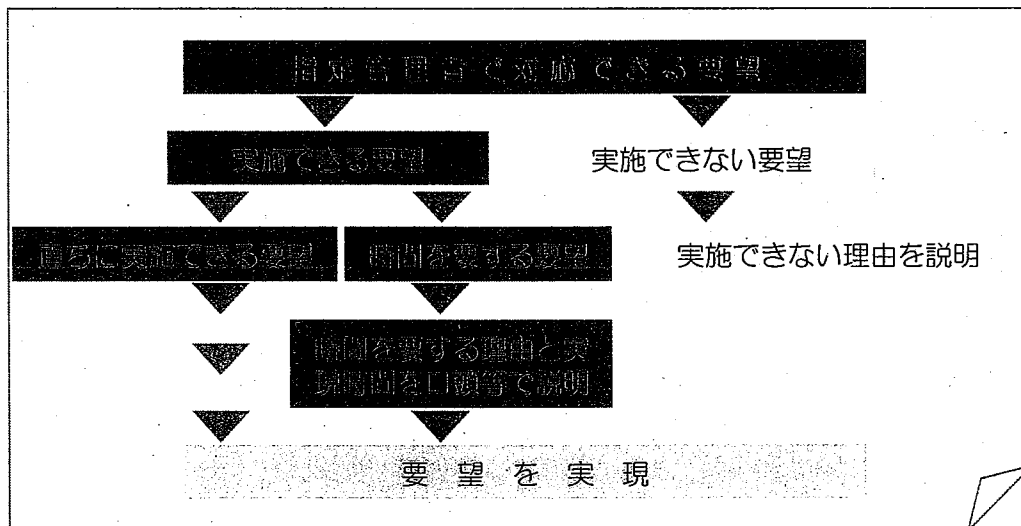 指定管理者で対応できる要望
実施できる要望
実施できない要望
直ちに実施できる要望
時間を要する要望
実施できない理由を説明
時間を要する理由と実
現時間を口頭等で説明
要望を実現